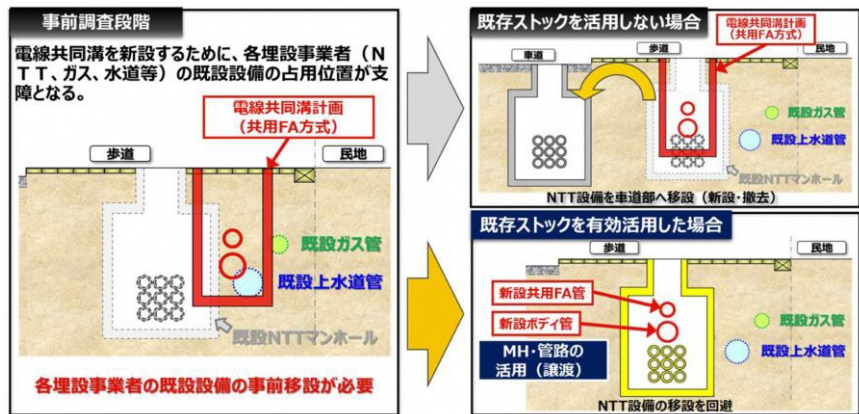 事前調査段階
電線共同溝を新設するために、各埋設事業者（N
TT、ガス、水道等）の既設設備の占用位置が支
障となる。
電線共同溝計画
（共用FA方式）
歩道
民地
既設ガス管
既設上水道管
既設NTTマンホール
各埋設事業者の既設設備の事前移設が必要
既存ストックを活用しない場合
電線共同溝計画
（共用FA方式）
車道
歩道
民地
既設ガス管
既設上水道管
既設NTTマンホール
NTT設備を車道部へ移設（新設・撤去）
既存ストックを有効活用した場合
歩道
民地
新設共用FA管
新設ボディ管
MH・管路の
活用（譲渡）
既設ガス管
既設上水道管
NTT設備の移設を回避